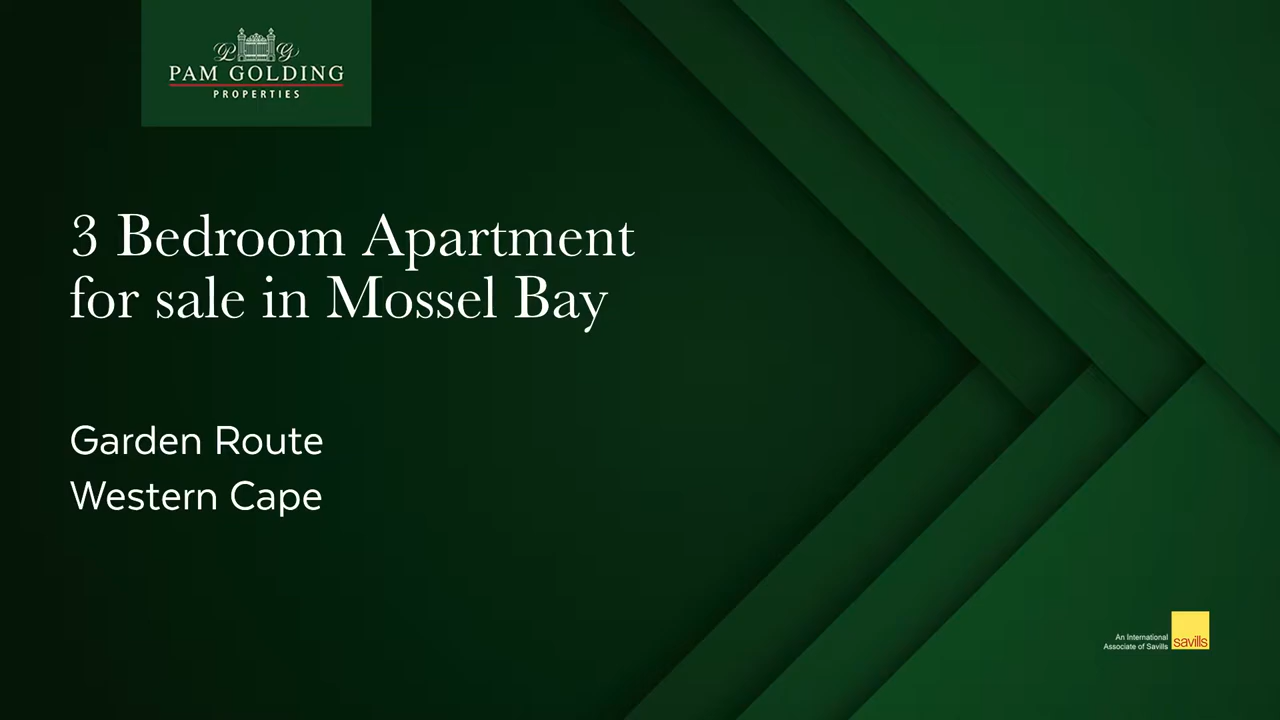 P G
PAM GOLDING
PROPERTIES
3 Bedroom Apartment
for sale in Mossel Bay
Garden Route
Western Cape
An International
Associate of Savills
savills